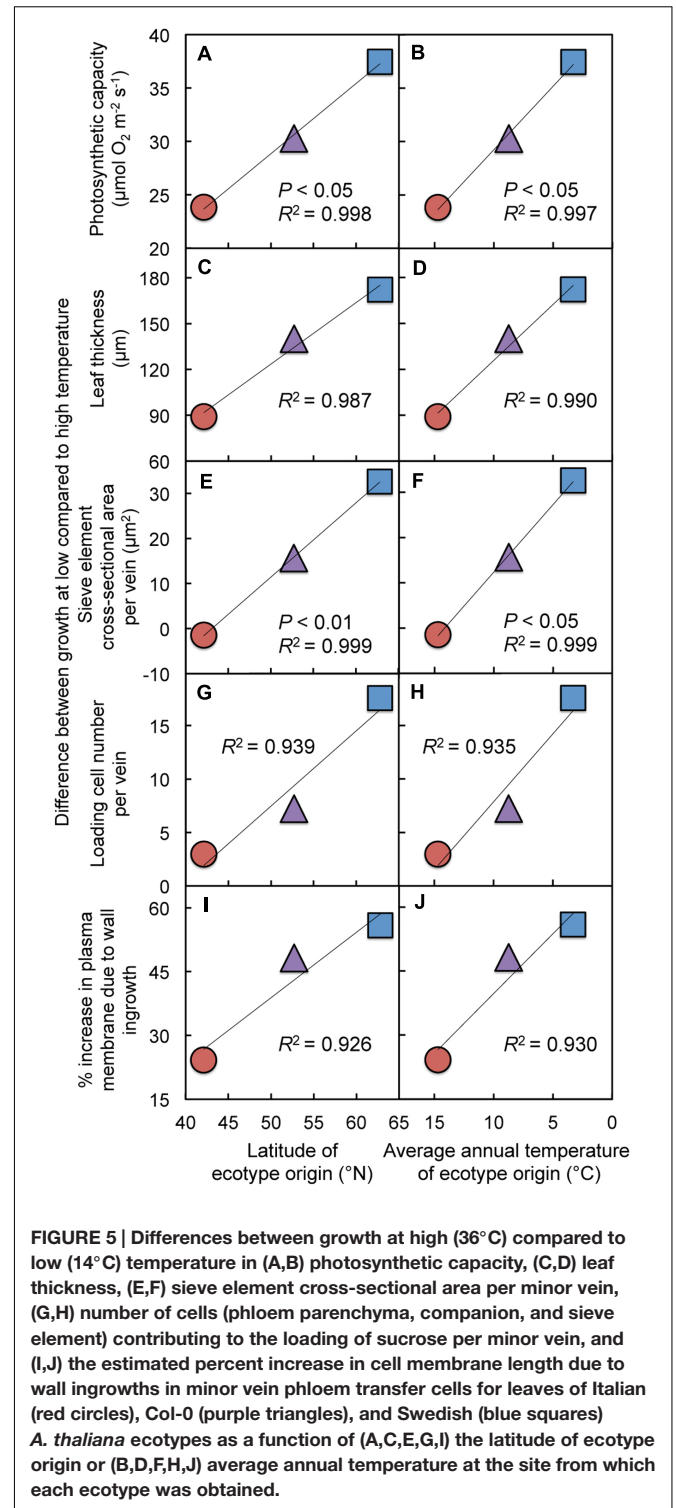 Difference between growth at low compared to high temperature
Photosynthetic capacity
(µmol O₂ m⁻² s⁻¹)
40
35
30
25
20
A
P < 0.05
R² = 0.998
B
P < 0.05
R² = 0.997
Leaf thickness
(µm)
180
150
120
90
60
C
R² = 0.987
D
R² = 0.990
Sieve element
cross-sectional area
per vein (µm²)
30
20
10
0
-10
E
P < 0.01
R² = 0.999
F
P < 0.05
R² = 0.999
Loading cell number
per vein
15
10
5
0
G
R² = 0.939
H
R² = 0.935
% increase in plasma
membrane due to wall
ingrowth
60
45
30
15
I
R² = 0.926
J
R² = 0.930
40 45 50 55 60 65 15 10 5 0
Latitude of
ecotype origin (°N)
Average annual temperature
of ecotype origin (°C)
FIGURE 5 | Differences between growth at high (36°C) compared to
low (14°C) temperature in (A,B) photosynthetic capacity, (C,D) leaf
thickness, (E,F) sieve element cross-sectional area per minor vein,
(G,H) number of cells (phloem parenchyma, companion, and sieve
element) contributing to the loading of sucrose per minor vein, and
(I,J) the estimated percent increase in cell membrane length due to
wall ingrowths in minor vein phloem transfer cells for leaves of Italian
(red circles), Col-0 (purple triangles), and Swedish (blue squares)
A. thaliana ecotypes as a function of (A,C,E,G,I) the latitude of ecotype
origin or (B,D,F,H,J) average annual temperature at the site from which
each ecotype was obtained.